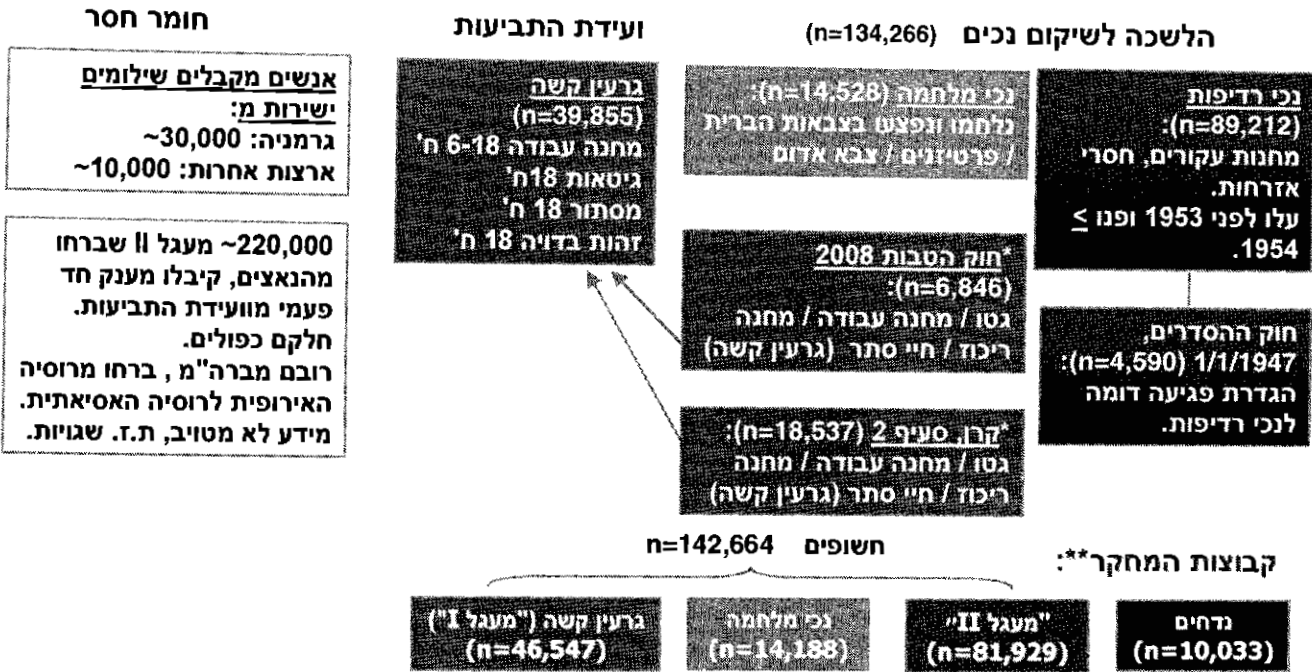 הלשכה לשיקום נכים (n=134,266)
נכי רדיפות
(n=89,212):
מחנות עקורים, חסרי
אזרחות.
עלו לפני 1953 ופנו ≥
1954.
חוק ההסדרים,
1/1/1947 (n=4,590):
הגדרת פגיעה דומה
לנכי רדיפות.
נכי מלחמה (n=14,528):
נלחמו ונפצעו בצבאות הברית
/ פרטיזנים / צבא אדום
*חוק הטבות 2008
(n=6,846):
גטו / מחנה עבודה / מחנה
ריכוז / חיי סתר (גרעין קשה)
*קרן, סעיף 2 (n=18,537):
גטו / מחנה עבודה / מחנה
ריכוז / חיי סתר (גרעין קשה)
ועידת התביעות
גרעין קשה
(n=39,855)
מחנה עבודה 6-18 ח'
גיטאות 18ח'
מסתור 18 ח'
זהות בדויה 18 ח'
חומר חסר
אנשים מקבלים שילומים
ישירות מ:
גרמניה: 30,000~
ארצות אחרות: 10,000~
220,000~ מעגל II שברחו
מהנאצים, קיבלו מענק חד
פעמי מוועידת התביעות.
חלקם כפולים.
רובם מברה"מ , ברחו מרוסיה
האירופית לרוסיה האסיאתית.
מידע לא מטויב, ת.ז. שגויות.
קבוצות המחקר**:
חשופים n=142,664
נדחים
(n=10,033)
"מעגל II"
(n=81,929)
נכי מלחמה
(n=14,188)
גרעין קשה ("מעגל I")
(n=46,547)